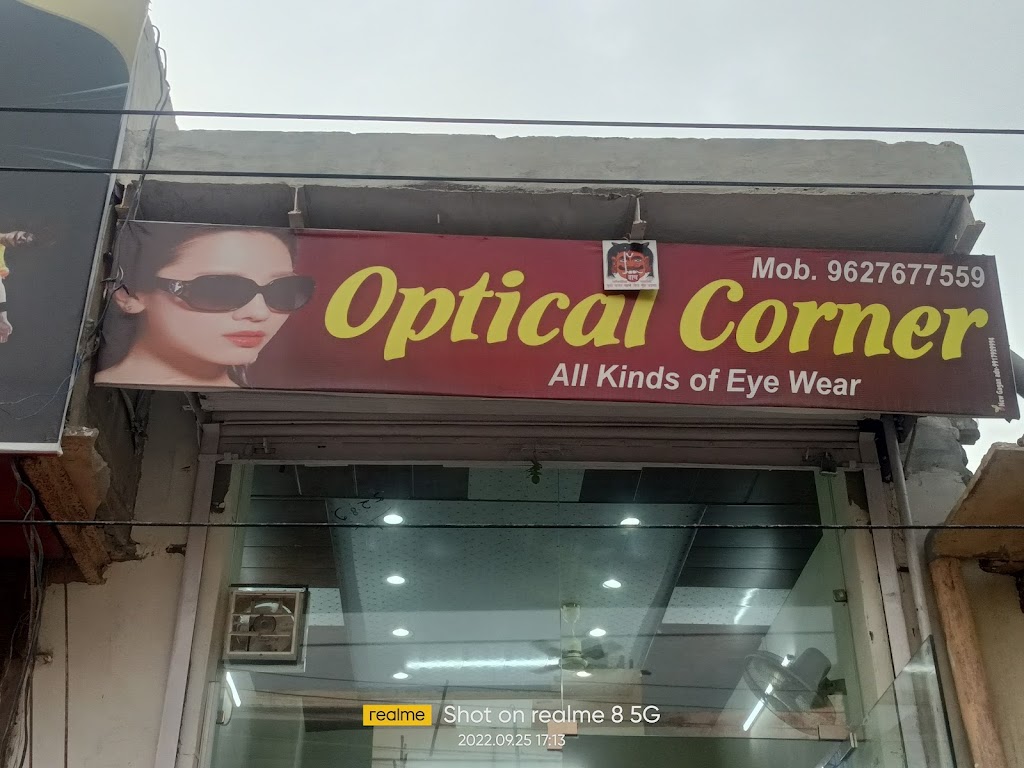 Mob. 9627677559
Optical Corner
All Kinds of Eye Wear
realme Shot on realme 8 5G
2022.09.25 17:13